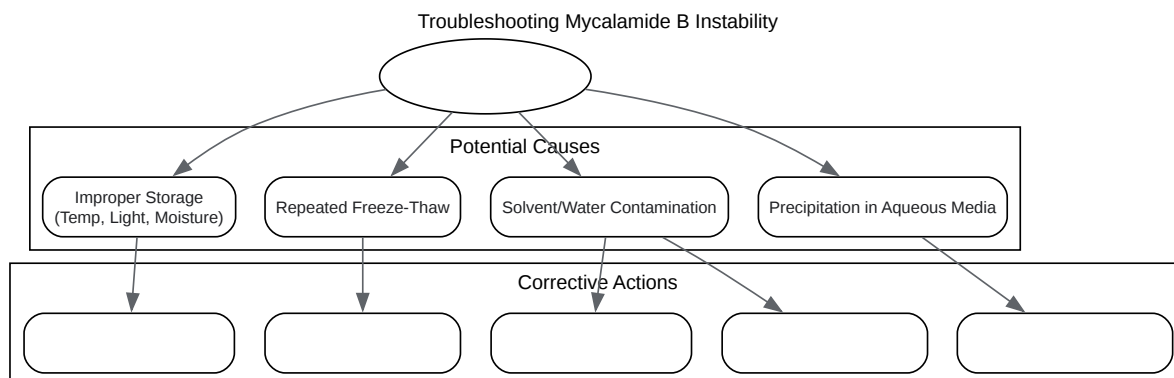 Troubleshooting Mycalamide B Instability
Potential Causes
Improper Storage
(Temp, Light, Moisture)
Repeated Freeze-Thaw
Solvent/Water Contamination
Precipitation in Aqueous Media
Corrective Actions